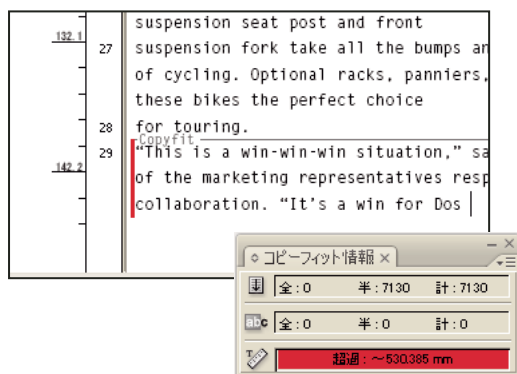 suspension seat post and front
132.1
27 suspension fork take all the bumps an
of cycling. Optional racks, panniers,
these bikes the perfect choice
28 for touring.
Copyfit
29 “This is a win-win-win situation,” sa
142.2
of the marketing representatives resp
collaboration. “It's a win for Dos
コピーフィット情報
全:0 半:7130 計:7130
abc 全:0 半:0 計:0
超過:~530.385 mm